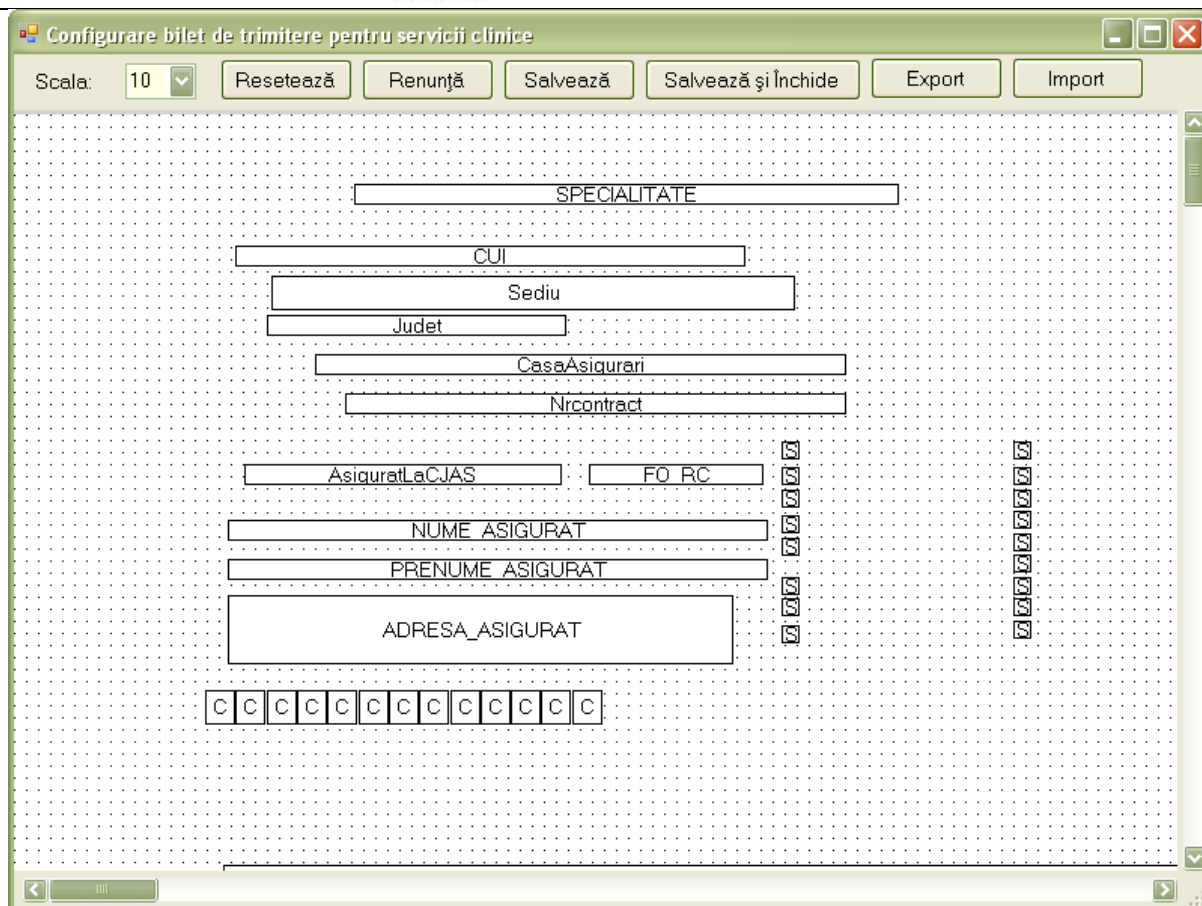 Configurare bilet de trimitere pentru servicii clinice
Scala: 10 Resetează Renunţă Salvează Salvează şi Închide Export Import
SPECIALITATE
CUI
Sediu
Judet
CasaAsigurari
Nrcontract
S S
AsiguratLaCJAS FO_RC S S
S S
NUME_ASIGURAT S S
S S
PRENUME_ASIGURAT S
S S
ADRESA_ASIGURAT S S
S S
C C C C C C C C C C C C C